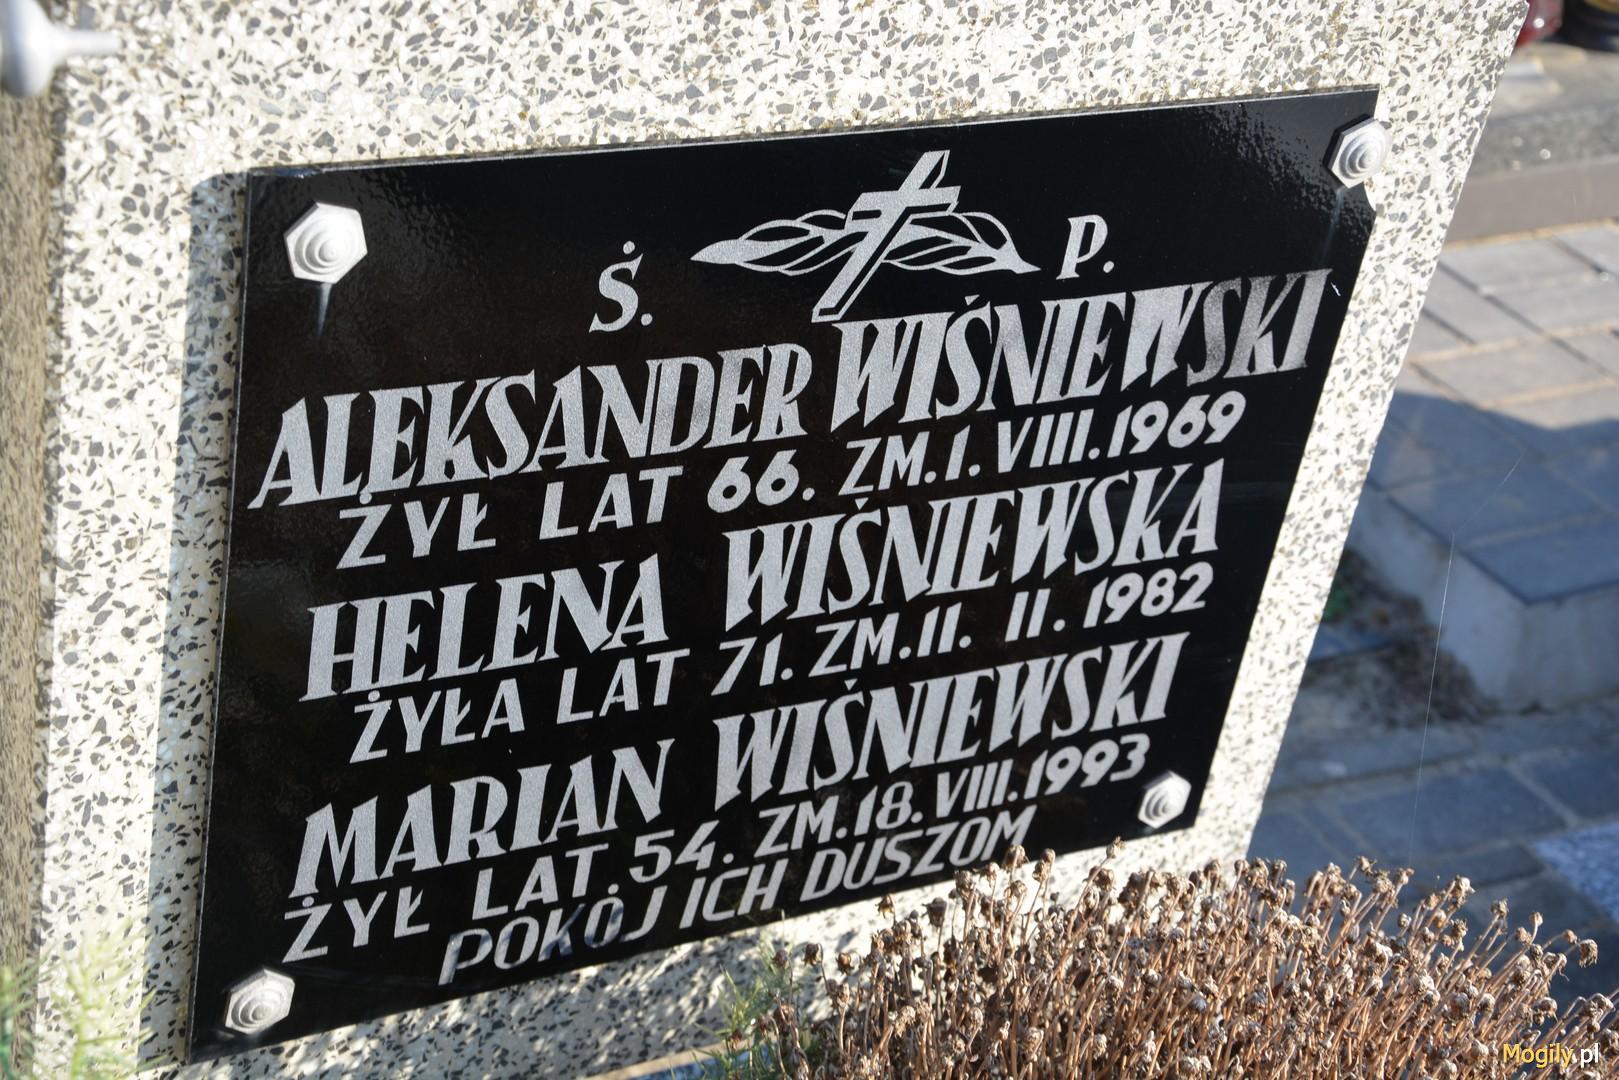 Ś. P.
ALEKSANDER WIŚNIEWSKI
ŻYŁ LAT 66. ZM.1.VIII.1969
HELENA WIŚNIEWSKA
ŻYŁA LAT 71. ZM.11. II.1982
MARIAN WIŚNIEWSKI
ŻYŁ LAT.54. ZM.18.VIII.1993
POKÓJ ICH DUSZOM
Mogily.pl